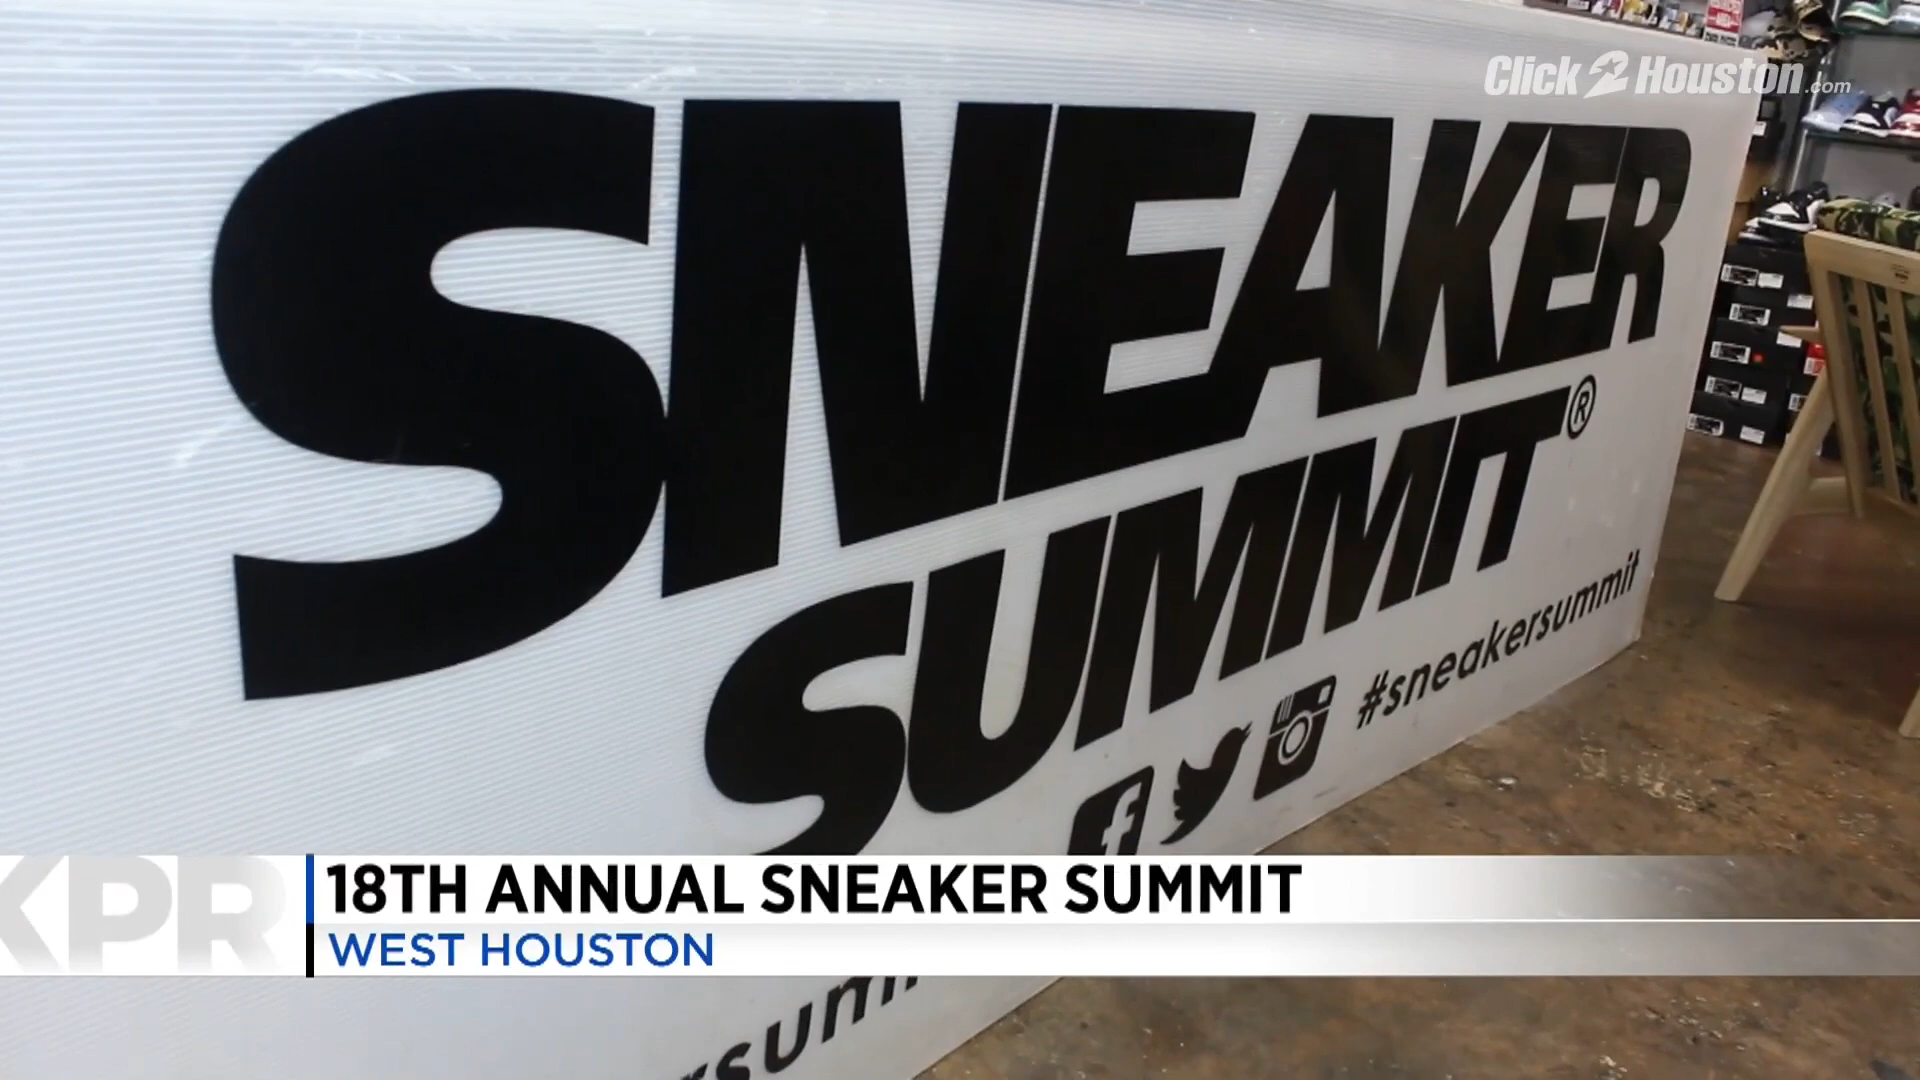 Click2Houston.com
SNEAKER
SUMMIT®
#sneakersummit
KPR
18TH ANNUAL SNEAKER SUMMIT
WEST HOUSTON